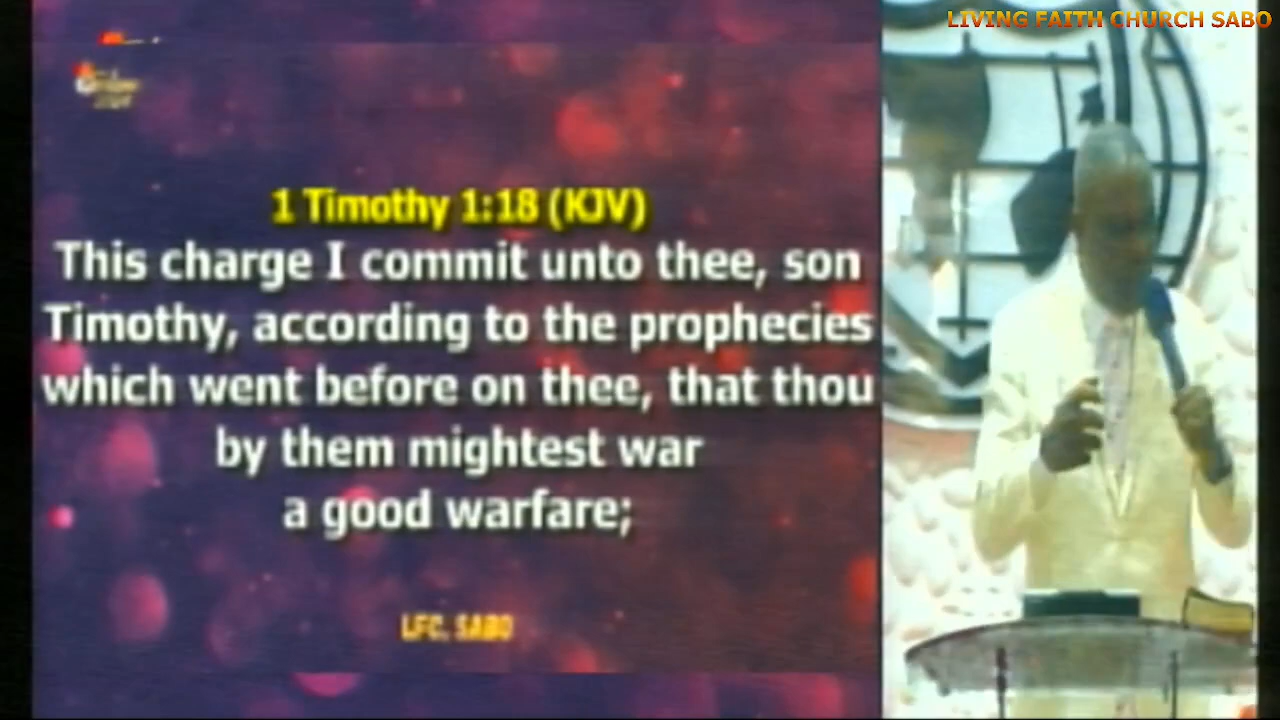 LIVING FAITH CHURCH SABO
1 Timothy 1:18 (KJV)
This charge I commit unto thee, son
Timothy, according to the prophecies
which went before on thee, that thou
by them mightest war
a good warfare;
LFC. SABO